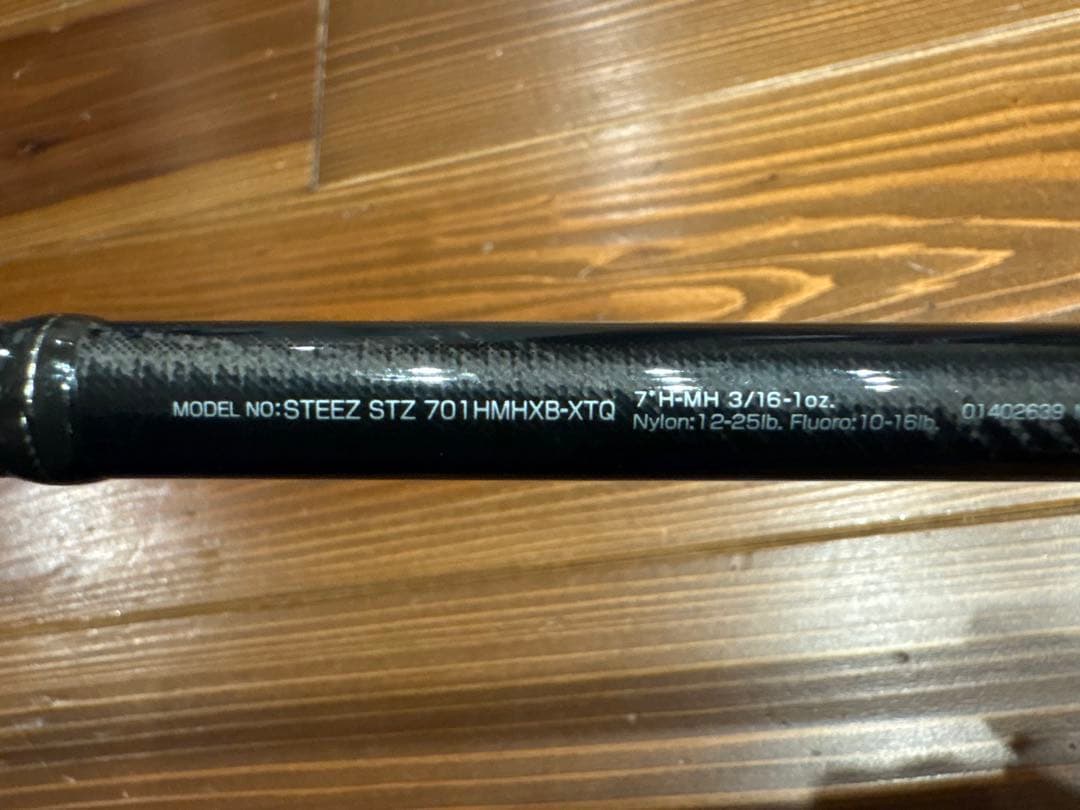 MODEL NO:STEEZ STZ 701HMHXB-XTQ
7'H-MH 3/16-1oz.
Nylon:12-25lb. Fluoro:10-16lb.
01402639